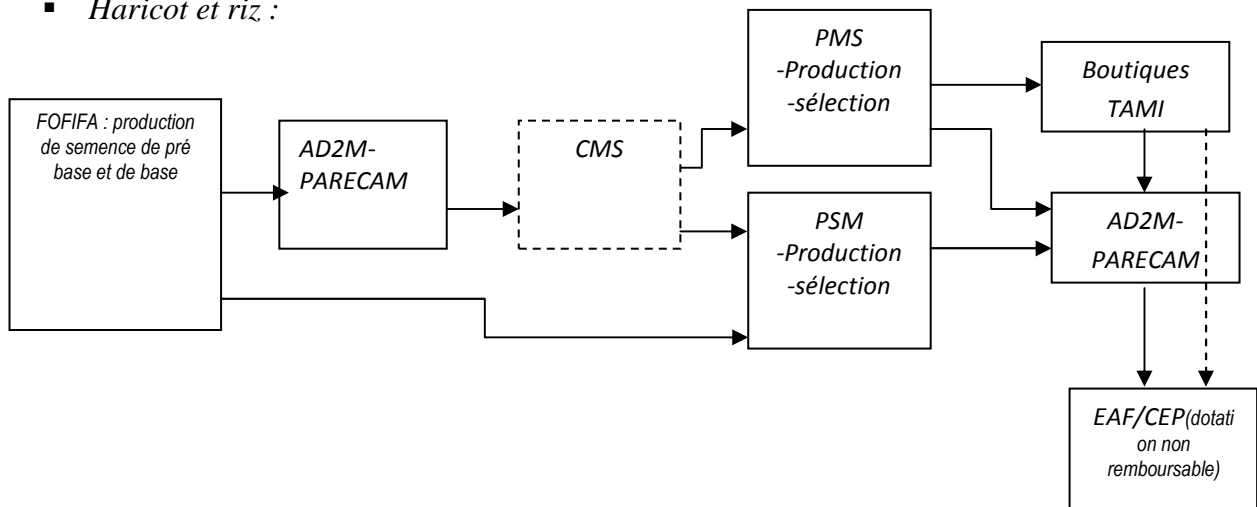 ▪ Haricot et riz :
FOFIFA : production
de semence de pré
base et de base
AD2M-
PARECAM
CMS
PMS
-Production
-sélection
PSM
-Production
-sélection
Boutiques
TAMI
AD2M-
PARECAM
EAF/CEP(dotati
on non
remboursable)